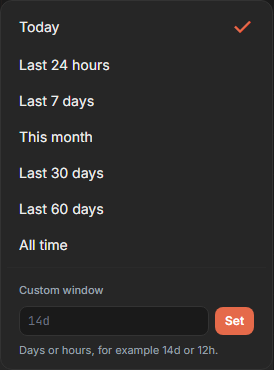 Today
Last 24 hours
Last 7 days
This month
Last 30 days
Last 60 days
All time
Custom window
14d
Set
Days or hours, for example 14d or 12h.